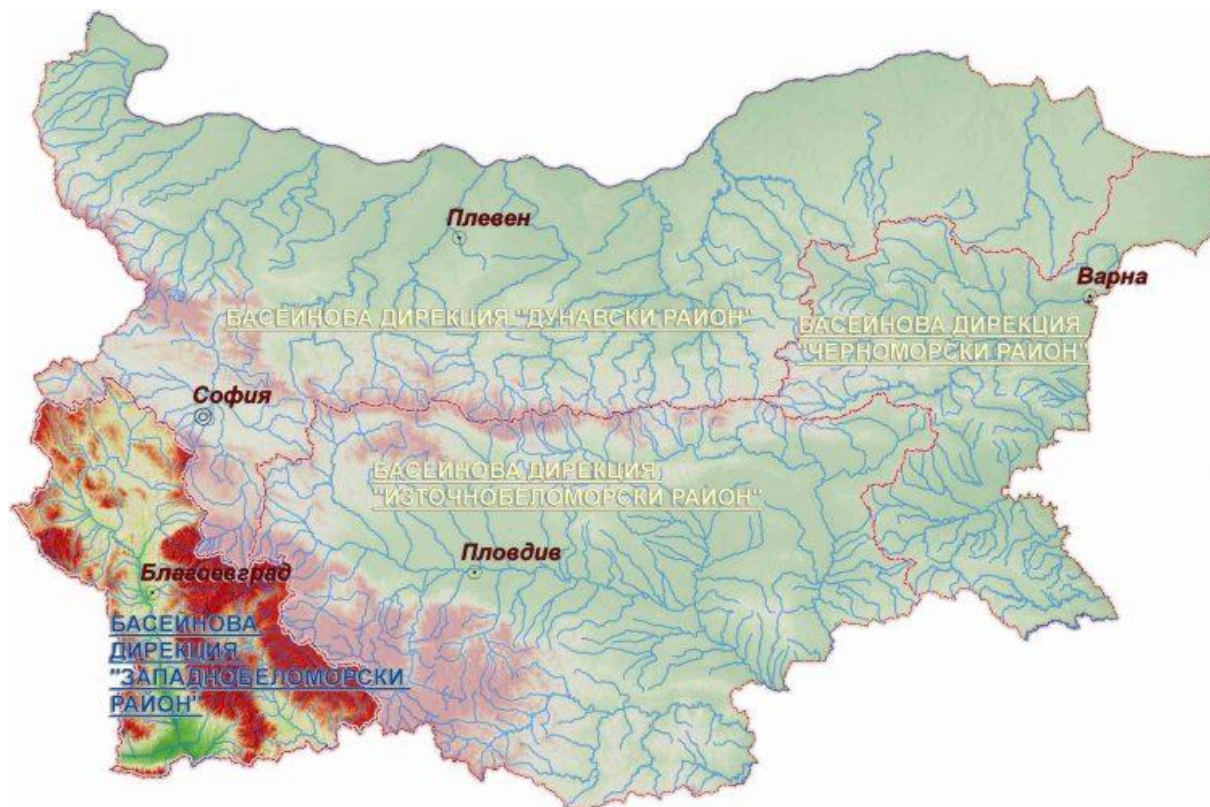 Плевен
Варна
БАСЕЙНОВА ДИРЕКЦИЯ "ДУНАВСКИ РАЙОН"
БАСЕЙНОВА ДИРЕКЦИЯ
"ЧЕРНОМОРСКИ РАЙОН"
София
БАСЕЙНОВА ДИРЕКЦИЯ
"ИЗТОЧНОБЕЛОМОРСКИ РАЙОН"
Пловдив
Благоевград
БАСЕЙНОВА
ДИРЕКЦИЯ
"ЗАПАДНОБЕЛОМОРСКИ
РАЙОН"